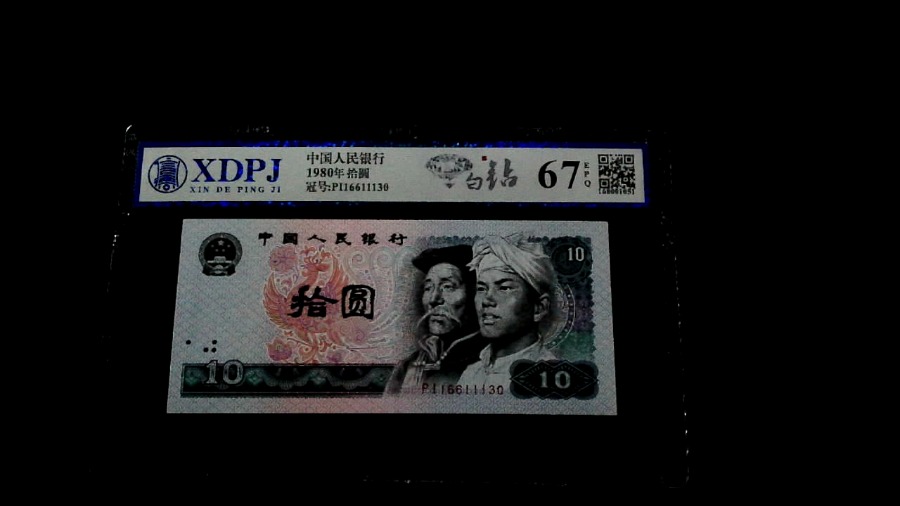 XDPJ
XIN DE PING JI
中国人民银行
1980年拾圆
冠号:PI16611130
白钻
67
EPQ
中国人民银行
10
拾圆
10
PI16611130
10